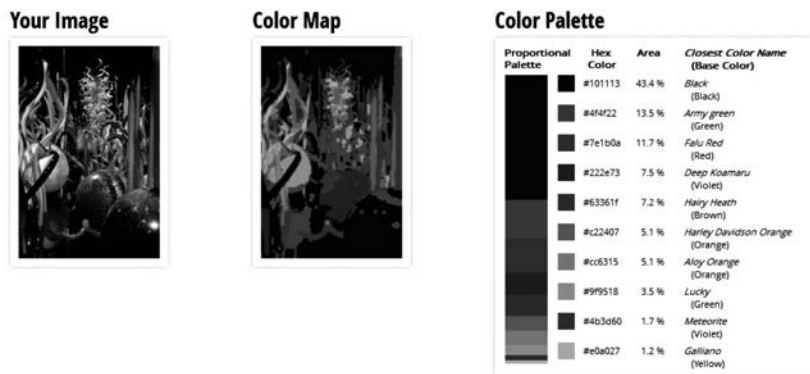 Your Image
Color Map
Color Palette
Proportional Palette
Hex Color
Area
Closest Color Name (Base Color)
#101113 43.4 % Black
(Black)
#4f4f22 13.5 % Army green
(Green)
#7e1b0a 11.7 % Falu Red
(Red)
#222e73 7.5 % Deep Koamaru
(Violet)
#63361f 7.2 % Hairy Heath
(Brown)
#c22407 5.1 % Harley Davidson Orange
(Orange)
#cc6315 5.1 % Aloy Orange
(Orange)
#9f9518 3.5 % Lucky
(Green)
#4b3d60 1.7 % Meteorite
(Violet)
#e0a027 1.2 % Galliano
(Yellow)